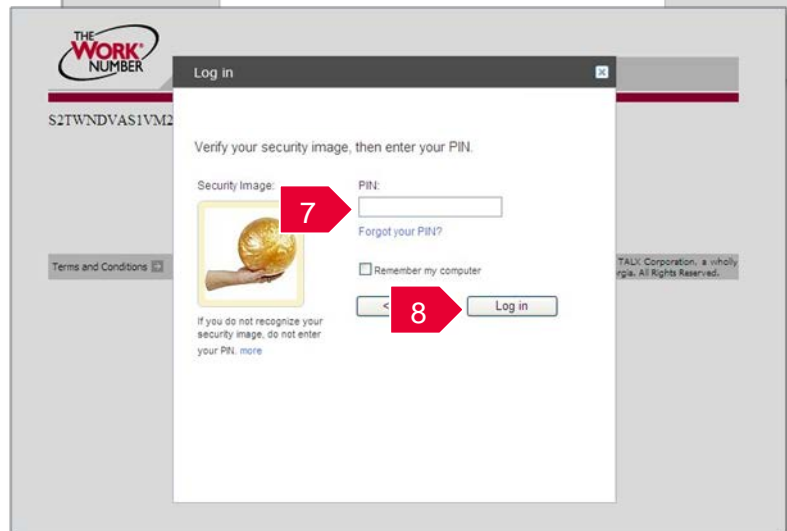 THE
WORK
NUMBER
Log in
S2TWNDVAS1VM2
Verify your security image, then enter your PIN.
Security Image:
PIN:
7
Forgot your PIN?
Remember my computer
<
8
Log in
If you do not recognize your
security image, do not enter
your PIN. more
Terms and Conditions
TALX Corporation, a wholly
rgia. All Rights Reserved.